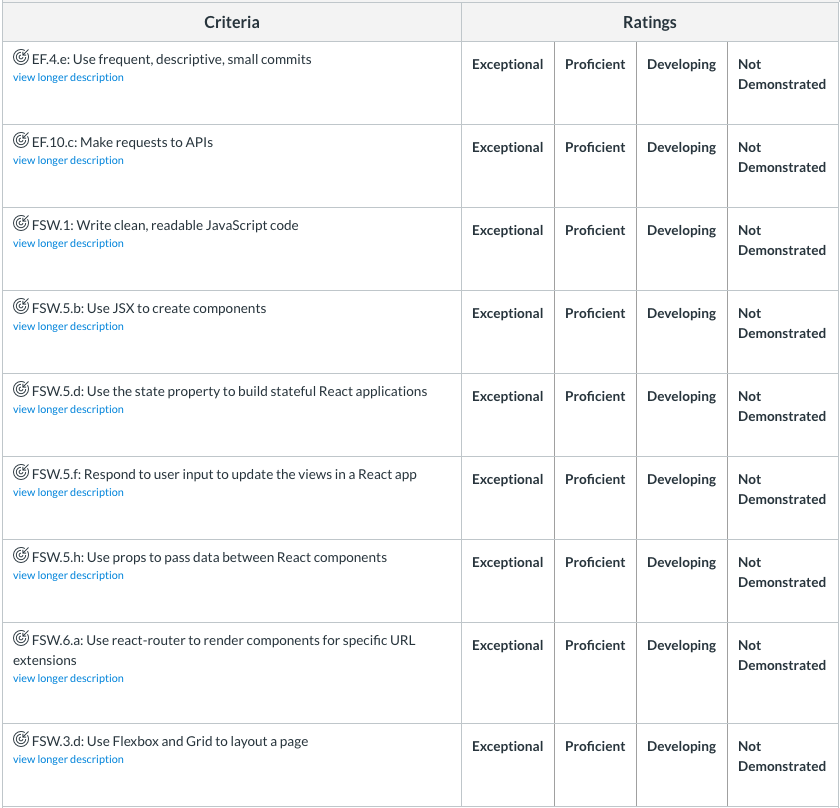 Criteria Ratings
EF.4.e: Use frequent, descriptive, small commits
view longer description
Exceptional Proficient Developing Not
Demonstrated
EF.10.c: Make requests to APIs
view longer description
Exceptional Proficient Developing Not
Demonstrated
FSW.1: Write clean, readable JavaScript code
view longer description
Exceptional Proficient Developing Not
Demonstrated
FSW.5.b: Use JSX to create components
view longer description
Exceptional Proficient Developing Not
Demonstrated
FSW.5.d: Use the state property to build stateful React applications
view longer description
Exceptional Proficient Developing Not
Demonstrated
FSW.5.f: Respond to user input to update the views in a React app
view longer description
Exceptional Proficient Developing Not
Demonstrated
FSW.5.h: Use props to pass data between React components
view longer description
Exceptional Proficient Developing Not
Demonstrated
FSW.6.a: Use react-router to render components for specific URL
extensions
view longer description
Exceptional Proficient Developing Not
Demonstrated
FSW.3.d: Use Flexbox and Grid to layout a page
view longer description
Exceptional Proficient Developing Not
Demonstrated